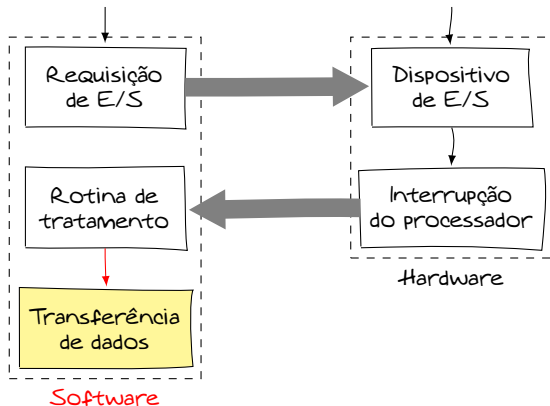 Requisição
de E/S
Dispositivo
de E/S
Rotina de
tratamento
Interrupção
do processador
Hardware
Transferência
de dados
Software